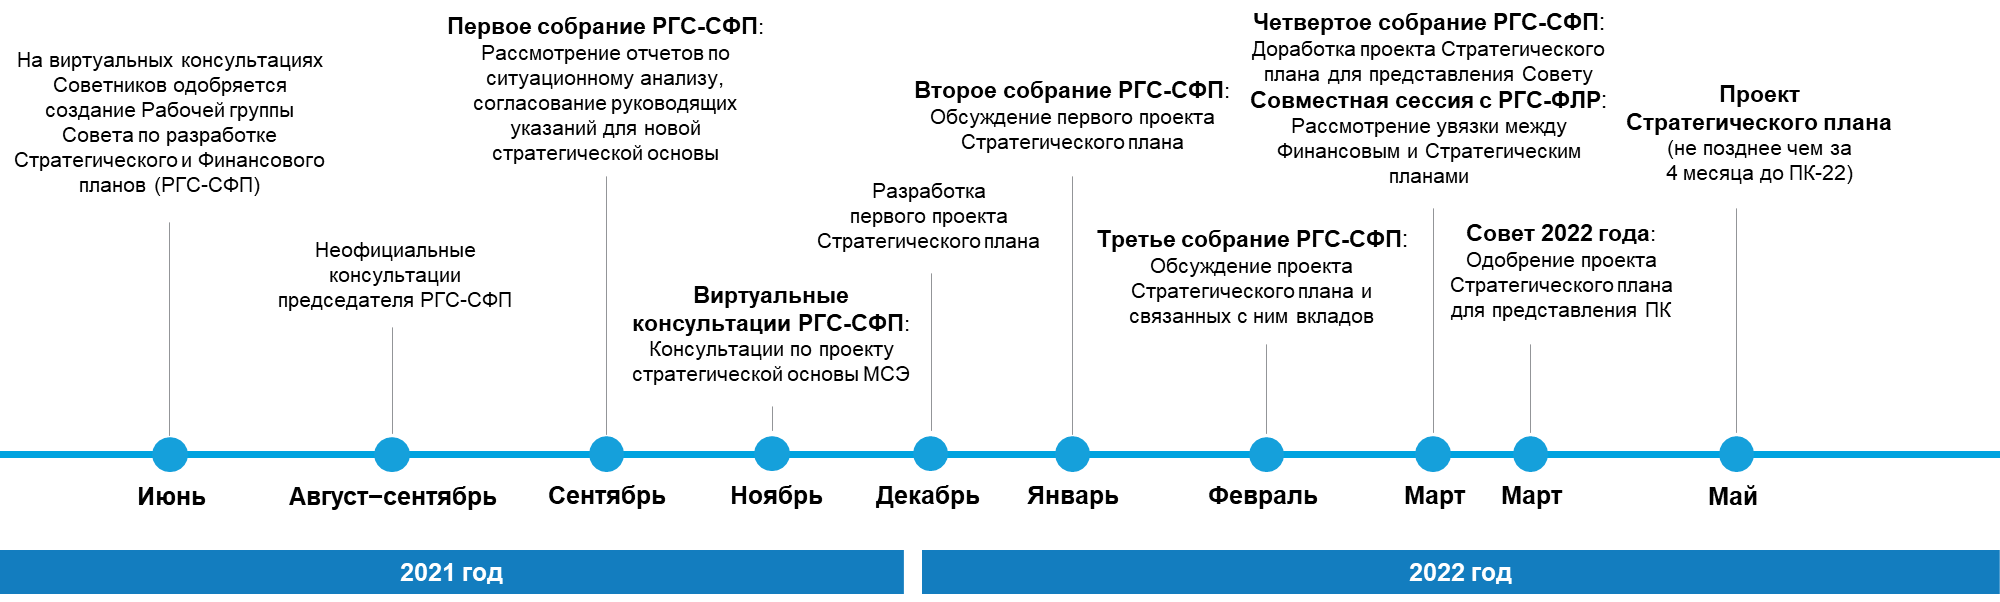 На виртуальных консультациях
Советников одобряется
создание Рабочей группы
Совета по разработке
Стратегического и Финансового
планов (РГС-СФП)
Неофициальные
консультации
председателя РГС-СФП
Первое собрание РГС-СФП:
Рассмотрение отчетов по
ситуационному анализу,
согласование руководящих
указаний для новой
стратегической основы
Виртуальные
консультации РГС-СФП:
Консультации по проекту
стратегической основы МСЭ
Разработка
первого проекта
Стратегического плана
Второе собрание РГС-СФП:
Обсуждение первого проекта
Стратегического плана
Третье собрание РГС-СФП:
Обсуждение проекта
Стратегического плана и
связанных с ним вкладов
Четвертое собрание РГС-СФП:
Доработка проекта Стратегического
плана для представления Совету
Совместная сессия с РГС-ФЛР:
Рассмотрение увязки между
Финансовым и Стратегическим
планами
Совет 2022 года:
Одобрение проекта
Стратегического плана
для представления ПК
Проект
Стратегического плана
(не позднее чем за
4 месяца до ПК-22)
Июнь
Август–сентябрь
Сентябрь
Ноябрь
Декабрь
Январь
Февраль
Март
Март
Май
2021 год
2022 год